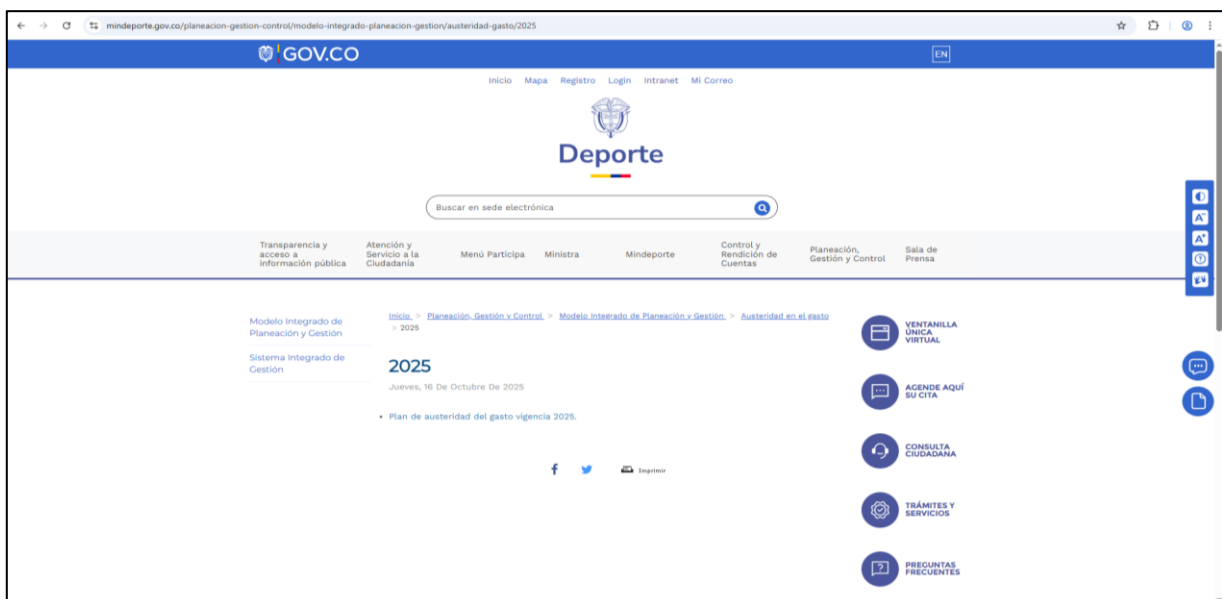 mindeporte.gov.co/planeacion-gestion-control/modelo-integrado-planeacion-gestion/austeridad-gasto/2025
GOV.CO
EN
Inicio Mapa Registro Login Intranet Mi Correo
Deporte
Buscar en sede electrónica
A-
A+
Transparencia y
acceso a
información pública
Atención y
Servicio a la
Ciudadanía
Menú Participa
Ministra
Mindeporte
Control y
Rendición de
Cuentas
Planeación,
Gestión y Control
Sala de
Prensa
Modelo Integrado de
Planeación y Gestión
Sistema Integrado de
Gestión
Inicio > Planeación, Gestión y Control > Modelo Integrado de Planeación y Gestión > Austeridad en el gasto
> 2025
2025
Jueves, 16 De Octubre De 2025
• Plan de austeridad del gasto vigencia 2025.
Imprimir
VENTANILLA
ÚNICA
VIRTUAL
AGENDE AQUÍ
SU CITA
CONSULTA
CIUDADANA
TRÁMITES Y
SERVICIOS
PREGUNTAS
FRECUENTES